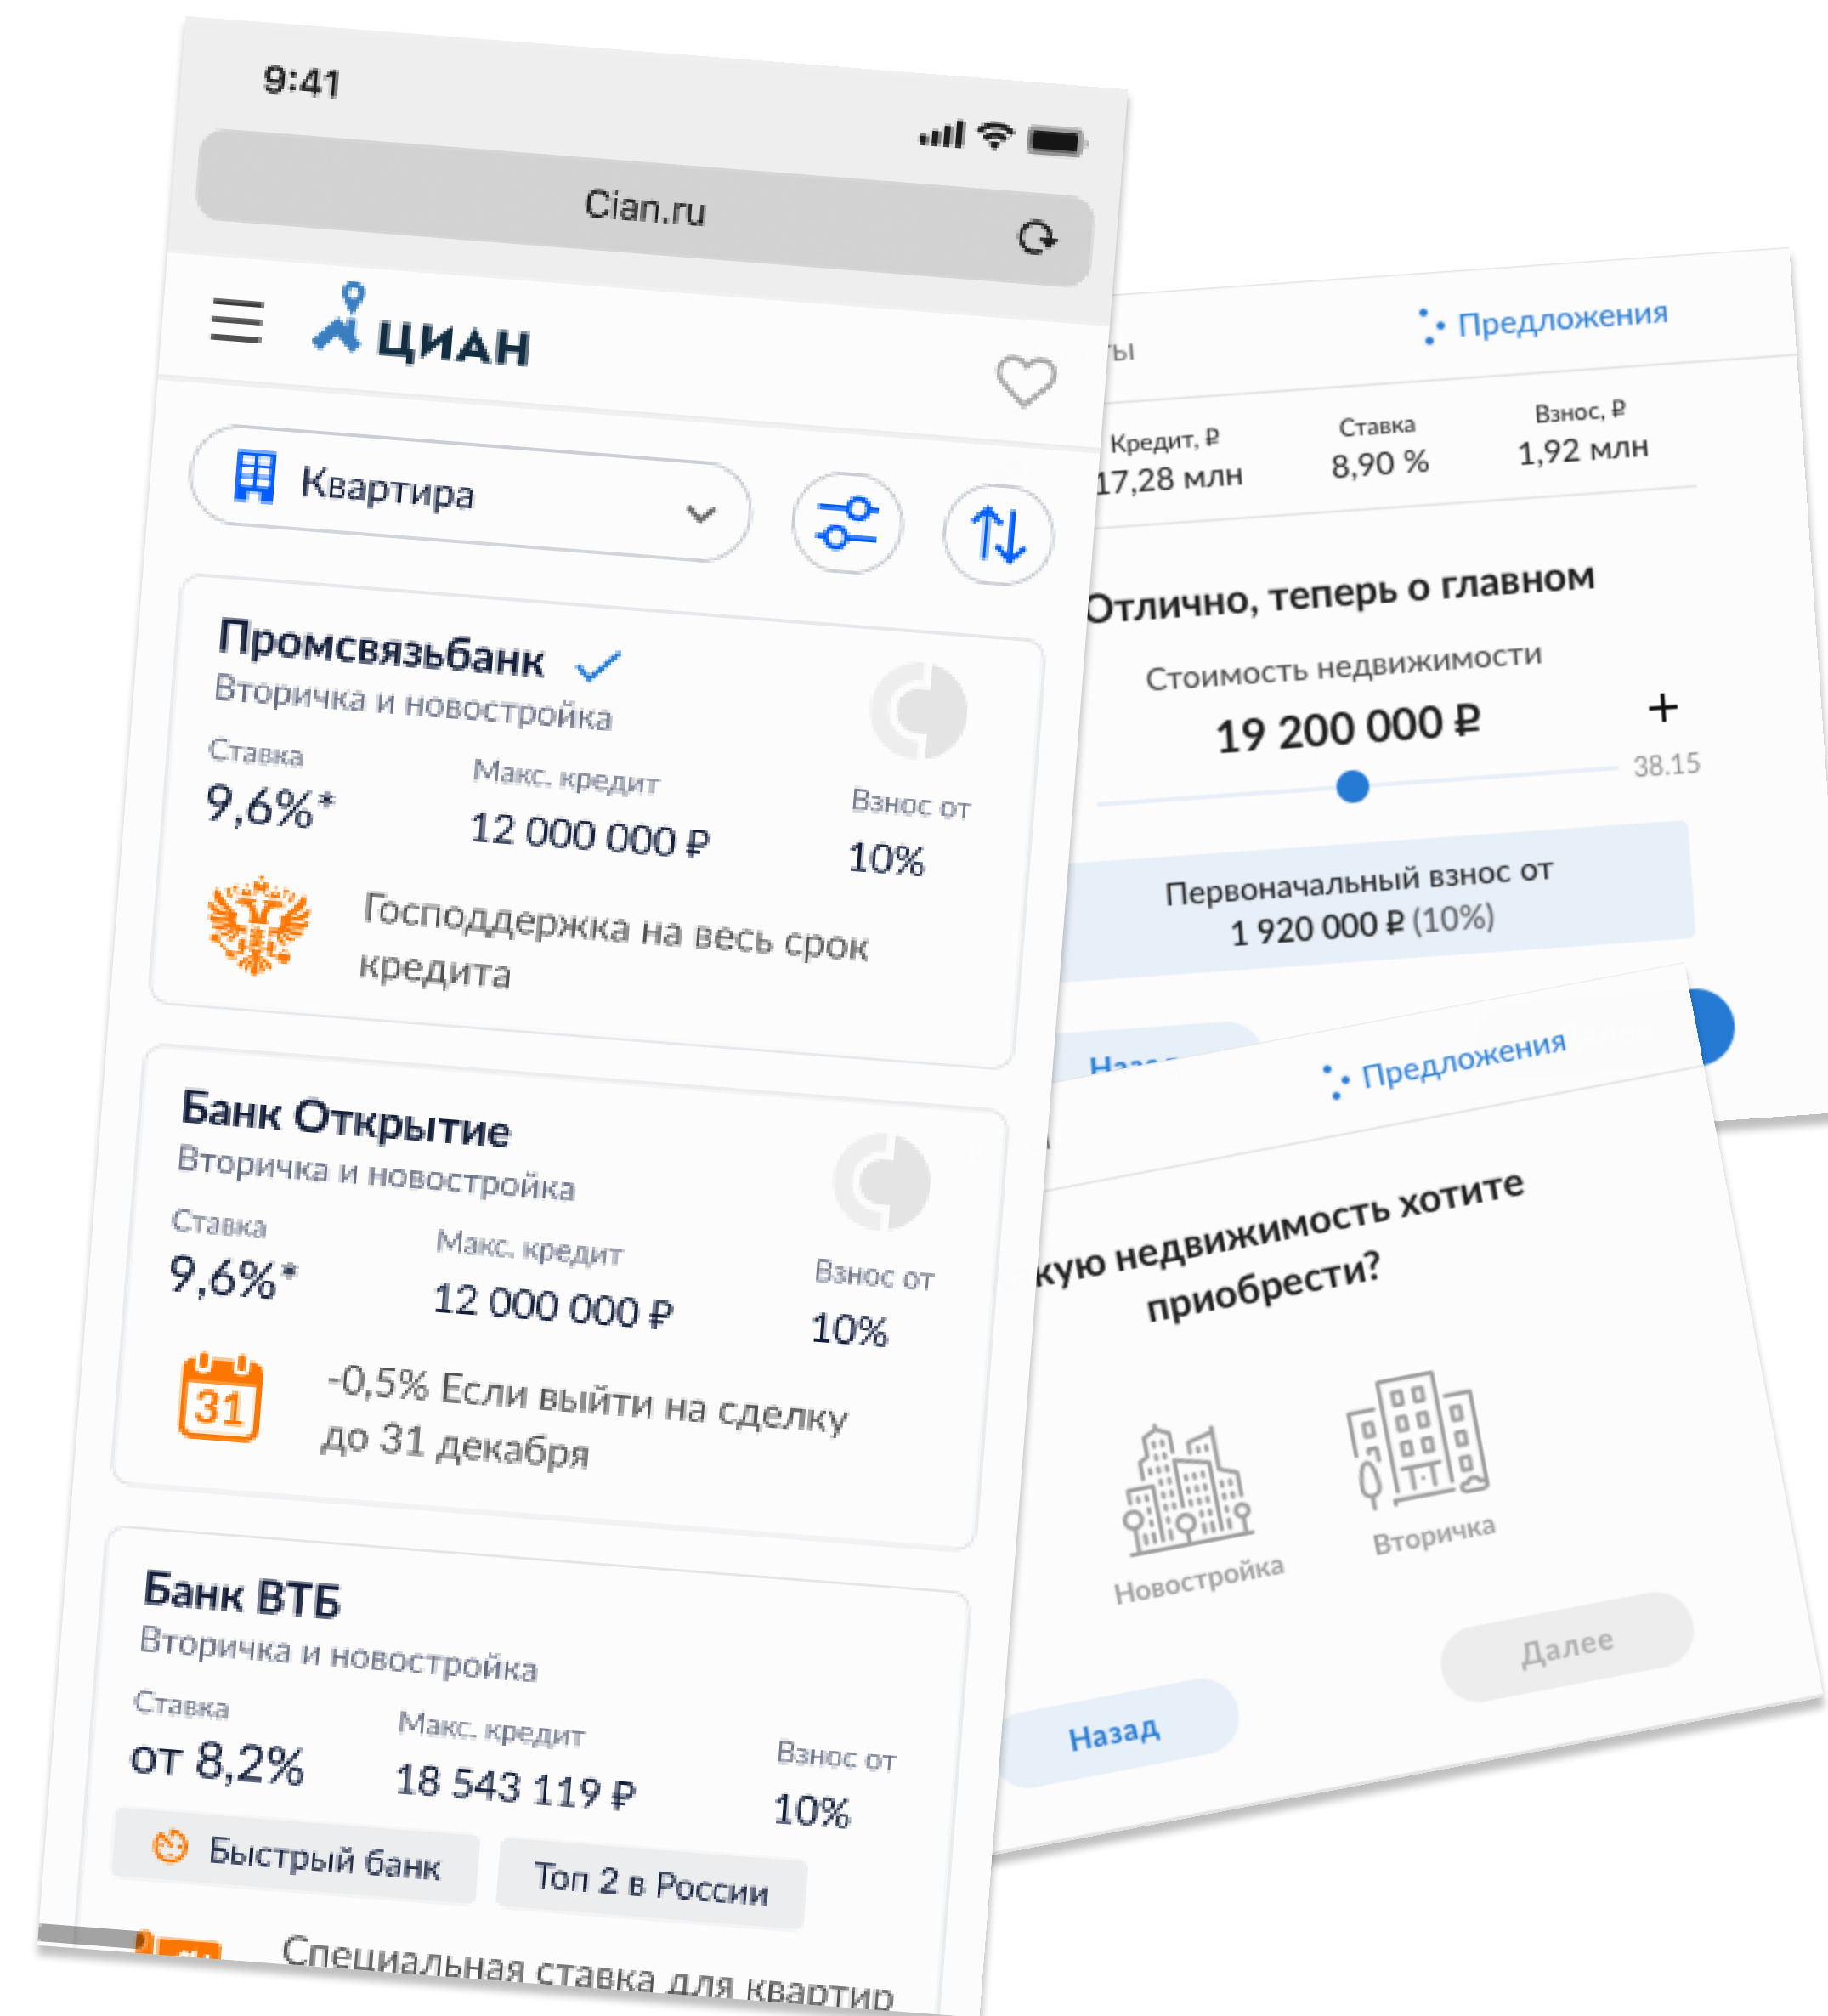 9:41
Cian.ru
ЦИАН
Квартира
Промсвязьбанк
Вторичка и новостройка
Ставка
Макс. кредит
Взнос от
9,6%*
12 000 000 ₽
10%
Господдержка на весь срок
кредита
Банк Открытие
Вторичка и новостройка
Ставка
Макс. кредит
Взнос от
9,6%*
12 000 000 ₽
10%
31
-0,5% Если выйти на сделку
до 31 декабря
Банк ВТБ
Вторичка и новостройка
Ставка
Макс. кредит
Взнос от
от 8,2%
18 543 119 ₽
10%
Быстрый банк
Топ 2 в России
Специальная ставка для квартир
Предложения
Кредит, ₽
Ставка
Взнос, ₽
17,28 млн
8,90 %
1,92 млн
Отлично, теперь о главном
Стоимость недвижимости
19 200 000 ₽
+
38.15
Первоначальный взнос от
1 920 000 ₽ (10%)
Назад
Предложения
недвижимость хотите
приобрести?
Новостройка
Вторичка
Назад
Далее